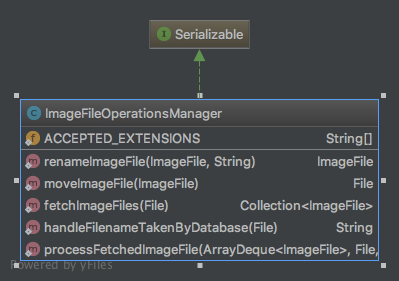 I Serializable
C ImageFileOperationsManager
f ACCEPTED_EXTENSIONS String[]
m renameImageFile(ImageFile, String) ImageFile
m moveImageFile(ImageFile) File
m fetchImageFiles(File) Collection<ImageFile>
m handleFilenameTakenByDatabase(File) String
m processFetchedImageFile(ArrayDeque<ImageFile>, File,
Powered by yFiles